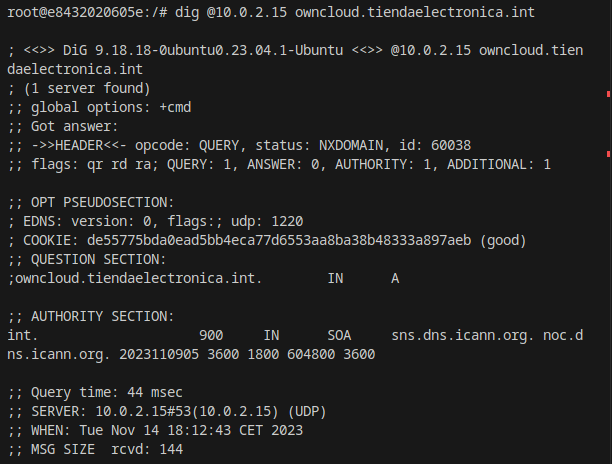 root@e8432020605e:/# dig @10.0.2.15 owncloud.tiendaelectronica.int
; <<>> DiG 9.18.18-0ubuntu0.23.04.1-Ubuntu <<>> @10.0.2.15 owncloud.tien
daelectronica.int
; (1 server found)
;; global options: +cmd
;; Got answer:
;; ->>HEADER<<- opcode: QUERY, status: NXDOMAIN, id: 60038
;; flags: qr rd ra; QUERY: 1, ANSWER: 0, AUTHORITY: 1, ADDITIONAL: 1
;; OPT PSEUDOSECTION:
; EDNS: version: 0, flags:; udp: 1220
; COOKIE: de55775bda0ead5bb4eca77d6553aa8ba38b48333a897aeb (good)
;; QUESTION SECTION:
;owncloud.tiendaelectronica.int. IN A
;; AUTHORITY SECTION:
int. 900 IN SOA sns.dns.icann.org. noc.d
ns.icann.org. 2023110905 3600 1800 604800 3600
;; Query time: 44 msec
;; SERVER: 10.0.2.15#53(10.0.2.15) (UDP)
;; WHEN: Tue Nov 14 18:12:43 CET 2023
;; MSG SIZE rcvd: 144